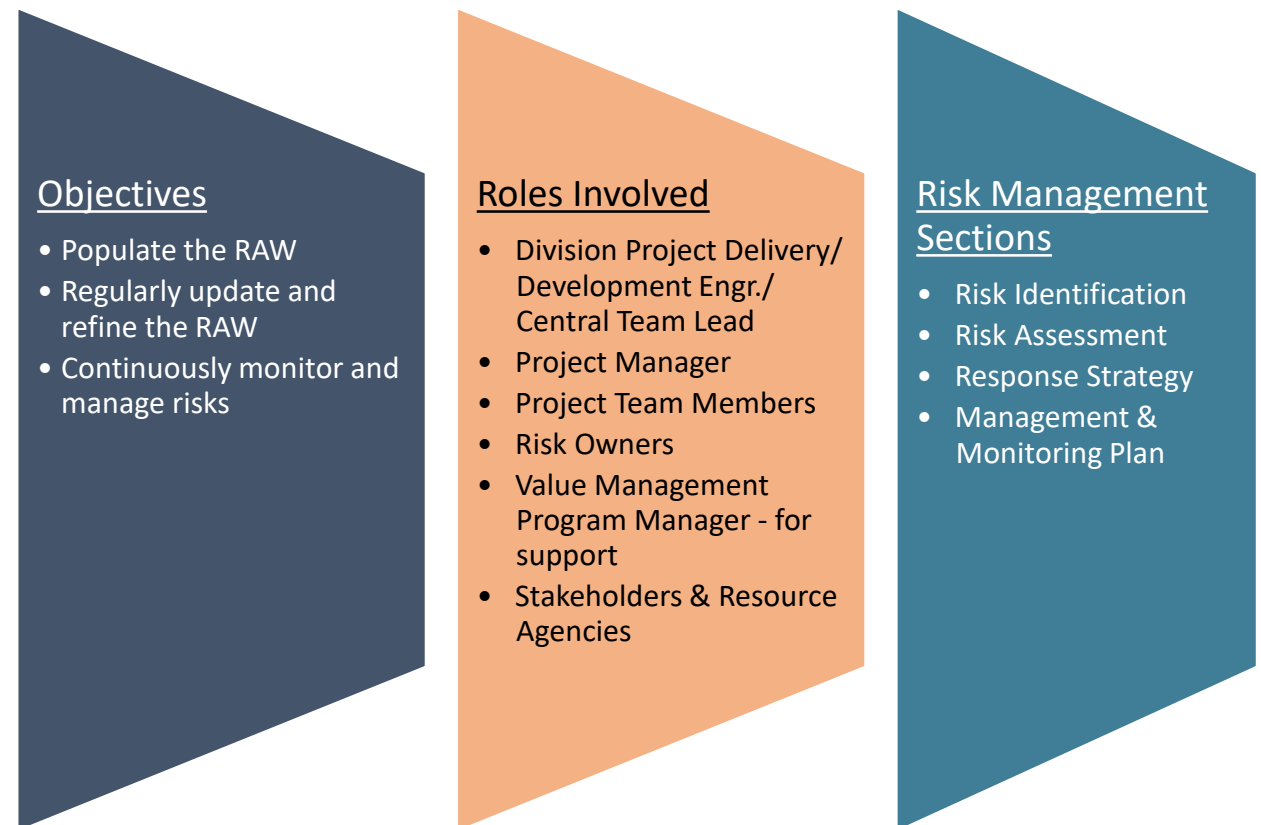 Objectives
• Populate the RAW
• Regularly update and
refine the RAW
• Continuously monitor and
manage risks
Roles Involved
• Division Project Delivery/
Development Engr./
Central Team Lead
• Project Manager
• Project Team Members
• Risk Owners
• Value Management
Program Manager - for
support
• Stakeholders & Resource
Agencies
Risk Management
Sections
• Risk Identification
• Risk Assessment
• Response Strategy
• Management &
Monitoring Plan